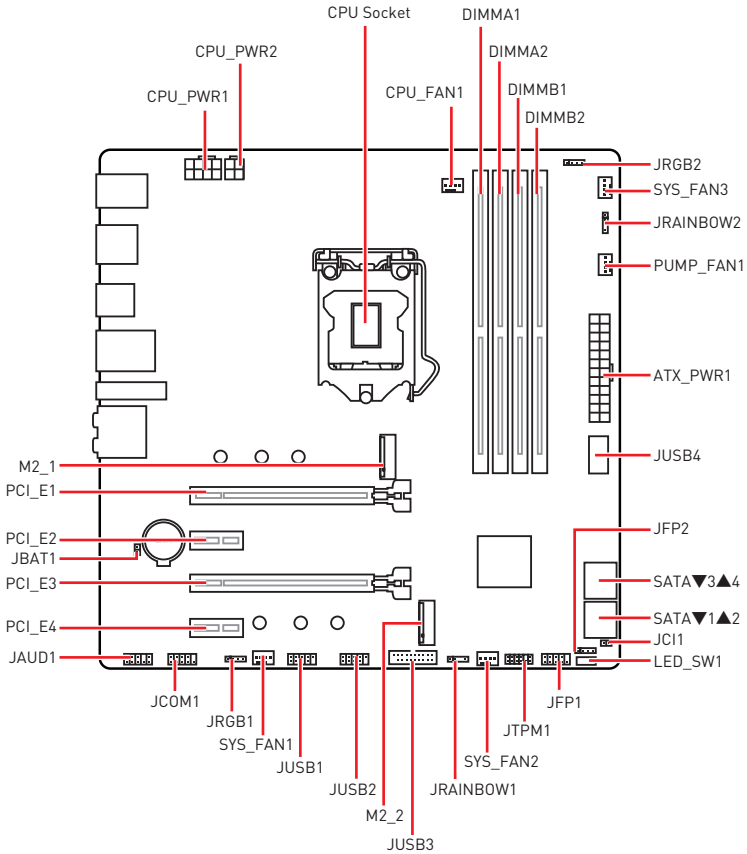 CPU Socket
DIMMA1
CPU_PWR2
DIMMA2
CPU_PWR1
CPU_FAN1
DIMMB1
DIMMB2
JRGB2
SYS_FAN3
JRAINBOW2
PUMP_FAN1
ATX_PWR1
M2_1
JUSB4
PCI_E1
JFP2
PCI_E2
JBAT1
PCI_E3
SATA▼3▲4
PCI_E4
SATA▼1▲2
JCI1
JAUD1
LED_SW1
JCOM1
JFP1
JRGB1
JTPM1
SYS_FAN1
SYS_FAN2
JUSB1
JUSB2
JRAINBOW1
M2_2
JUSB3